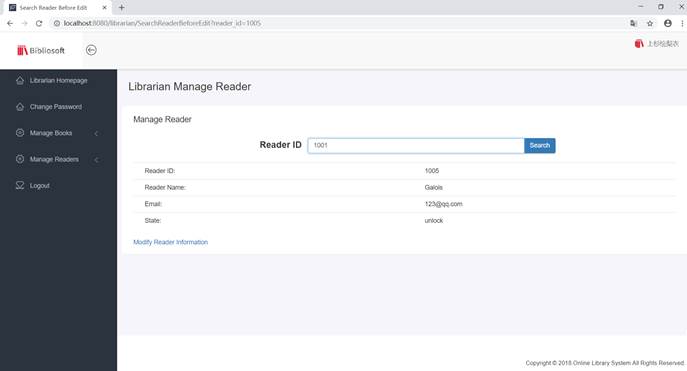 Search Reader Before Edit
localhost:8080/librarian/SearchReaderBeforeEdit?reader_id=1005
Bibliosoft
上杉绘梨衣
Librarian Homepage
Change Password
Manage Books
Manage Readers
Logout
Librarian Manage Reader
Manage Reader
Reader ID
1001
Search
Reader ID: 1005
Reader Name: Galois
Email: 123@qq.com
State: unlock
Modify Reader Information
Copyright © 2018.Online Library System All Rights Reserved.